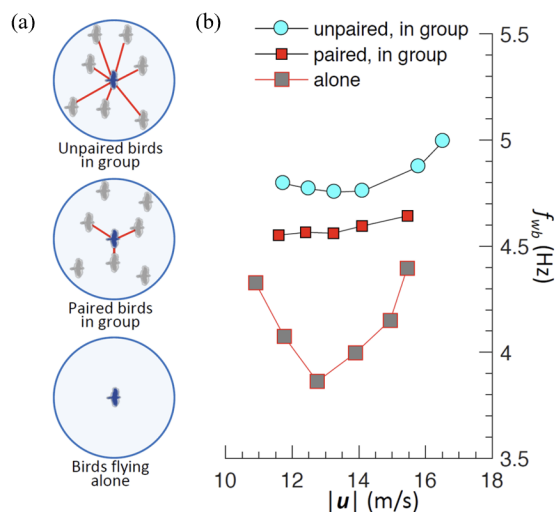 (a)
Unpaired birds
in group
Paired birds
in group
Birds flying
alone
(b)
unpaired, in group
paired, in group
alone
5.5
5
4.5
4
3.5
f_wb (Hz)
10 12 14 16 18
|u| (m/s)